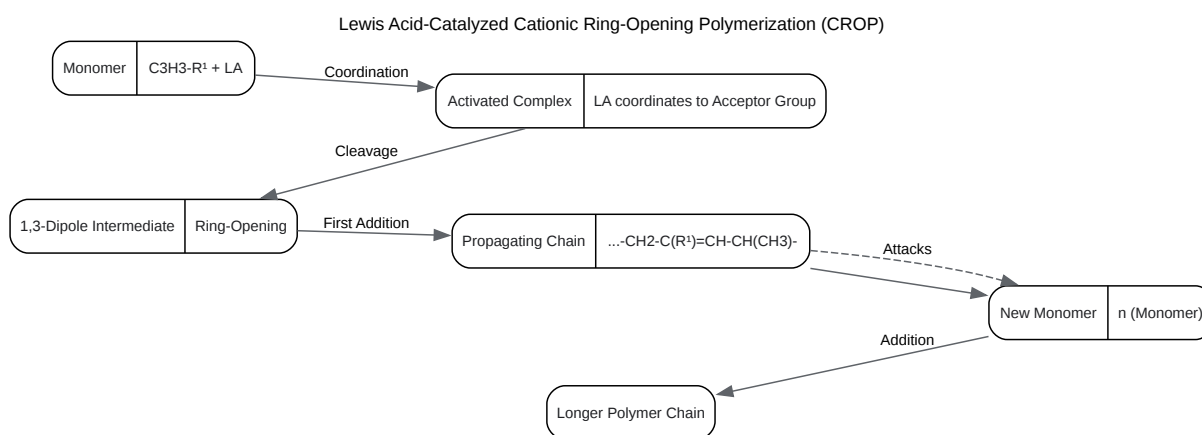 Lewis Acid-Catalyzed Cationic Ring-Opening Polymerization (CROP)
Monomer
C3H3-R¹ + LA
Coordination
Activated Complex
LA coordinates to Acceptor Group
Cleavage
1,3-Dipole Intermediate
Ring-Opening
First Addition
Propagating Chain
...-CH2-C(R¹)=CH-CH(CH3)-
Attacks
New Monomer
n (Monomer)
Addition
Longer Polymer Chain